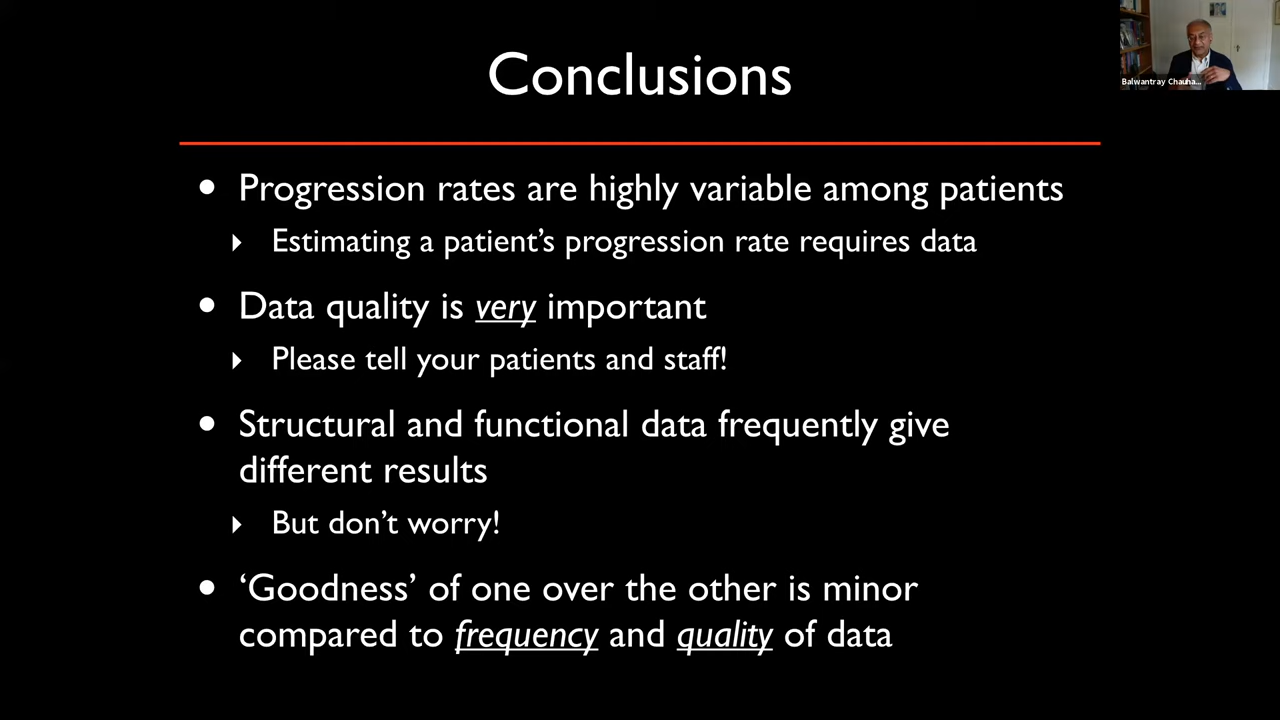 Conclusions
Balwantray Chauha...
• Progression rates are highly variable among patients
‣ Estimating a patient’s progression rate requires data
• Data quality is very important
‣ Please tell your patients and staff!
• Structural and functional data frequently give
different results
‣ But don’t worry!
• ‘Goodness’ of one over the other is minor
compared to frequency and quality of data